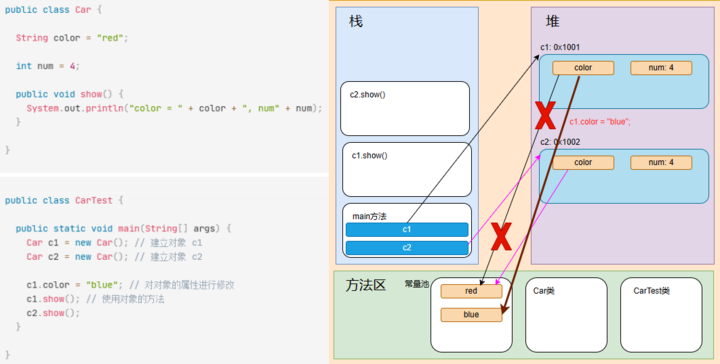 public class Car {
String color = "red";
int num = 4;
public void show() {
System.out.println("color = " + color + ", num" + num);
}
}
public class CarTest {
public static void main(String[] args) {
Car c1 = new Car(); // 建立对象 c1
Car c2 = new Car(); // 建立对象 c2
c1.color = "blue"; // 对对象的属性进行修改
c1.show(); // 使用对象的方法
c2.show();
}
}
栈
c2.show()
c1.show()
main方法
c1
c2
堆
c1: 0x1001
color
num: 4
c1.color = "blue";
c2: 0x1002
color
num: 4
方法区
常量池
red
blue
Car类
CarTest类